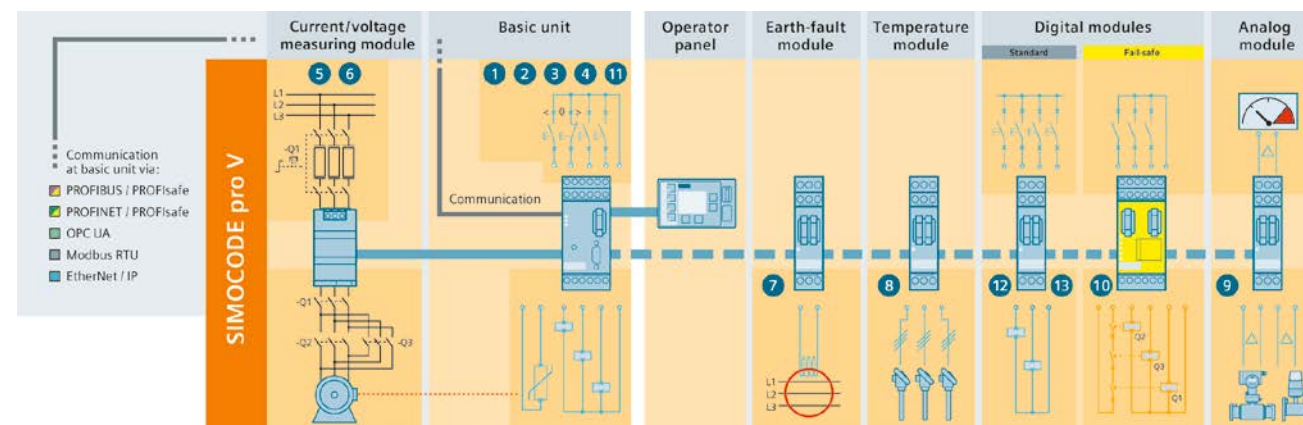 Current/voltage
measuring module
Basic unit
Operator
panel
Earth-fault
module
Temperature
module
Digital modules
Standard
Fail-safe
Analog
module
5 6
1 2 3 4 11
L1
L2
L3
-Q1
< 0 >
Communication
at basic unit via:
PROFIBUS / PROFIsafe
PROFINET / PROFIsafe
OPC UA
Modbus RTU
EtherNet / IP
SIMOCODE pro V
Communication
7
8
12
13
10
9
-Q1
-Q2
-Q3
L1
L2
L3
Q2
Q3
Q1